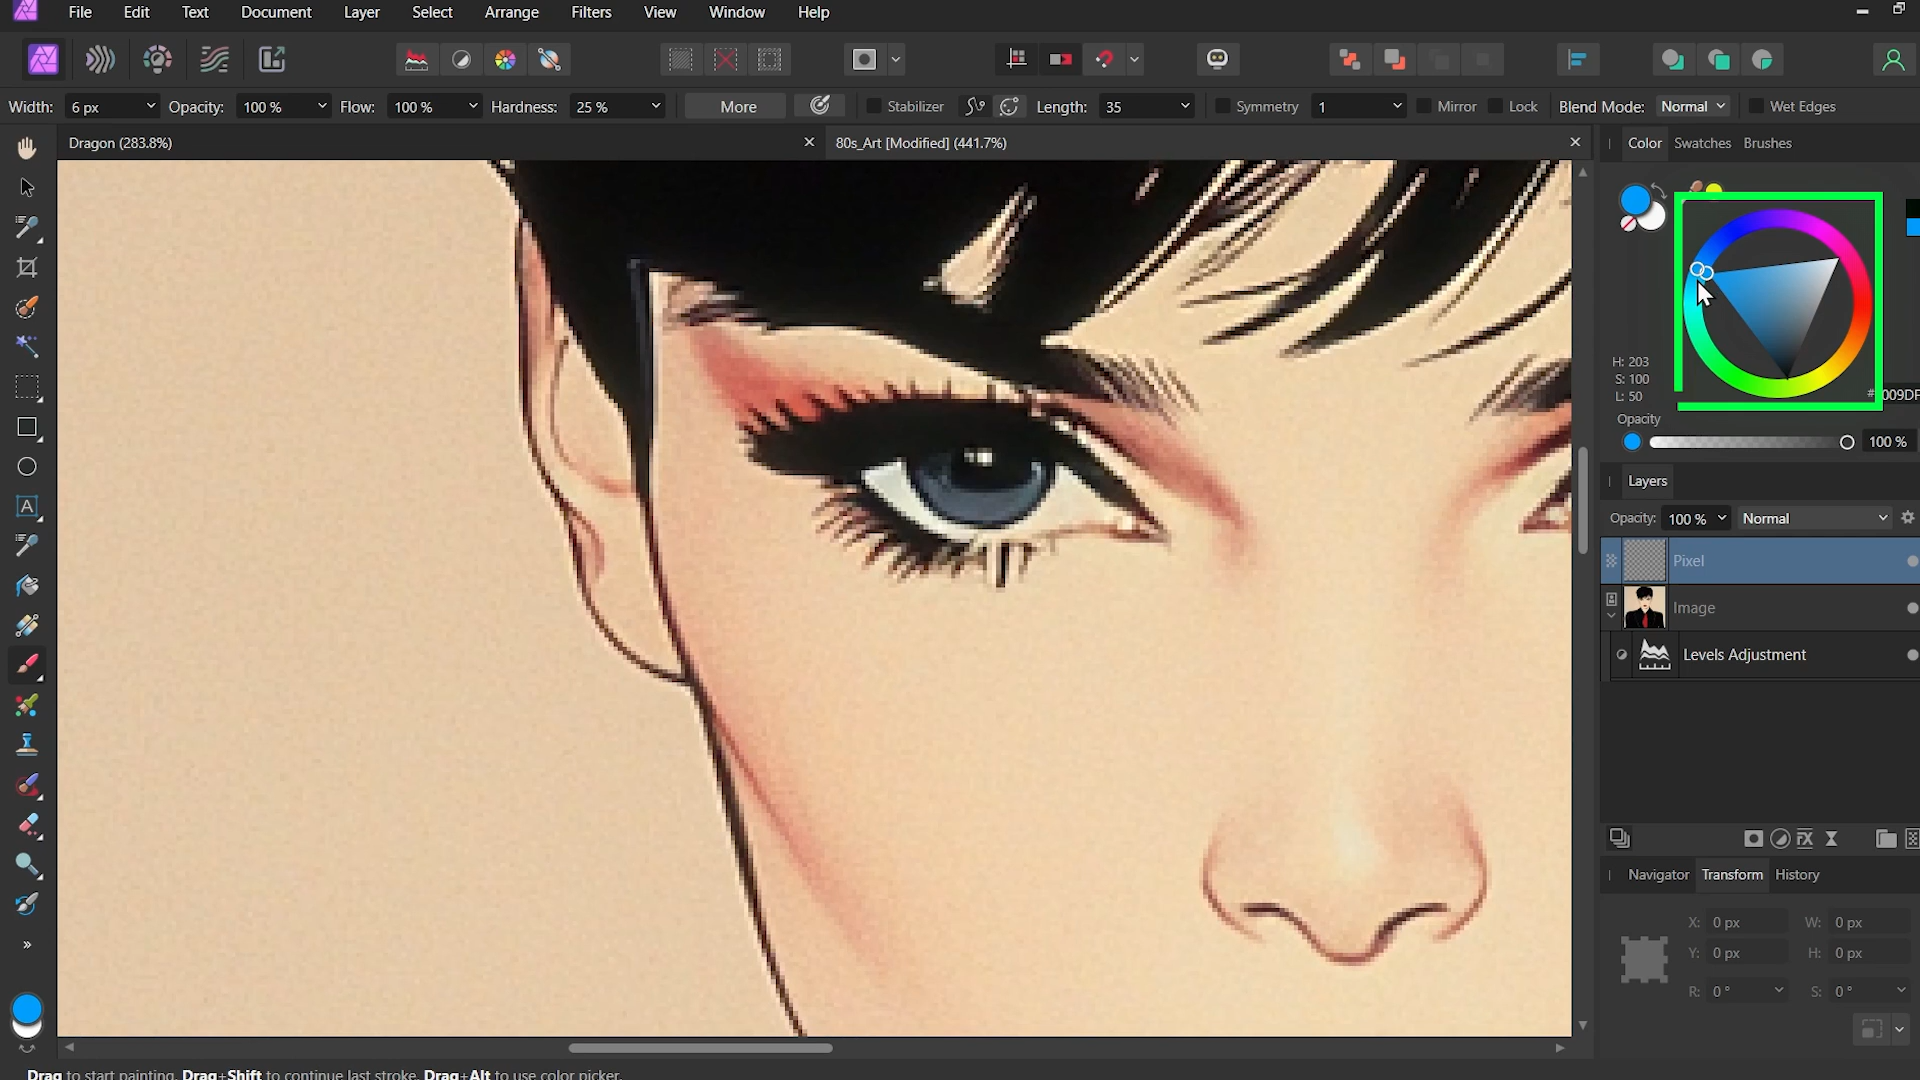 File Edit Text Document Layer Select Arrange Filters View Window Help
Width: 6 px Opacity: 100 % Flow: 100 % Hardness: 25 % More Stabilizer Length: 35 Symmetry 1 Mirror Lock Blend Mode: Normal Wet Edges
Dragon (283.8%) 80s_Art [Modified] (441.7%)
Color Swatches Brushes
H: 203
S: 100
L: 50
#009DF
Opacity
100 %
Layers
Opacity: 100 % Normal
Pixel
Image
Levels Adjustment
FX
Navigator Transform History
X: 0 px W: 0 px
Y: 0 px H: 0 px
R: 0 ° S: 0 °
Drag to start painting. Drag+Shift to continue last stroke. Drag+Alt to use color picker.